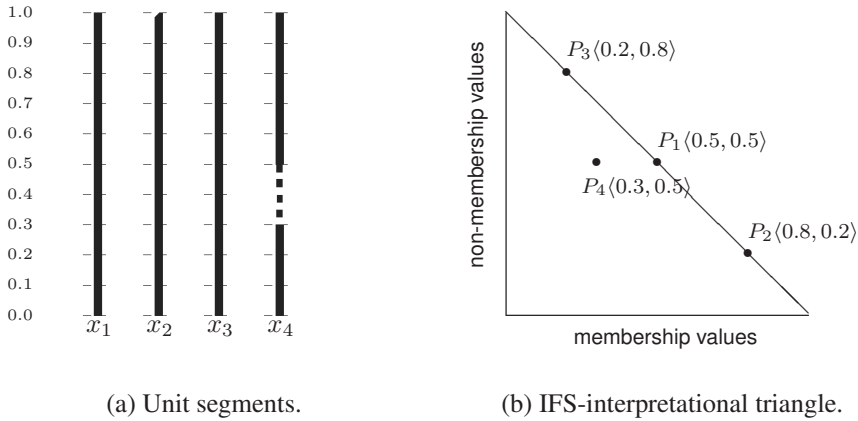 1.0
0.9
0.8
0.7
0.6
0.5
0.4
0.3
0.2
0.1
0.0
x₁ x₂ x₃ x₄
(a) Unit segments.
non-membership values
P₃⟨0.2, 0.8⟩
P₁⟨0.5, 0.5⟩
P₄⟨0.3, 0.5⟩
P₂⟨0.8, 0.2⟩
membership values
(b) IFS-interpretational triangle.